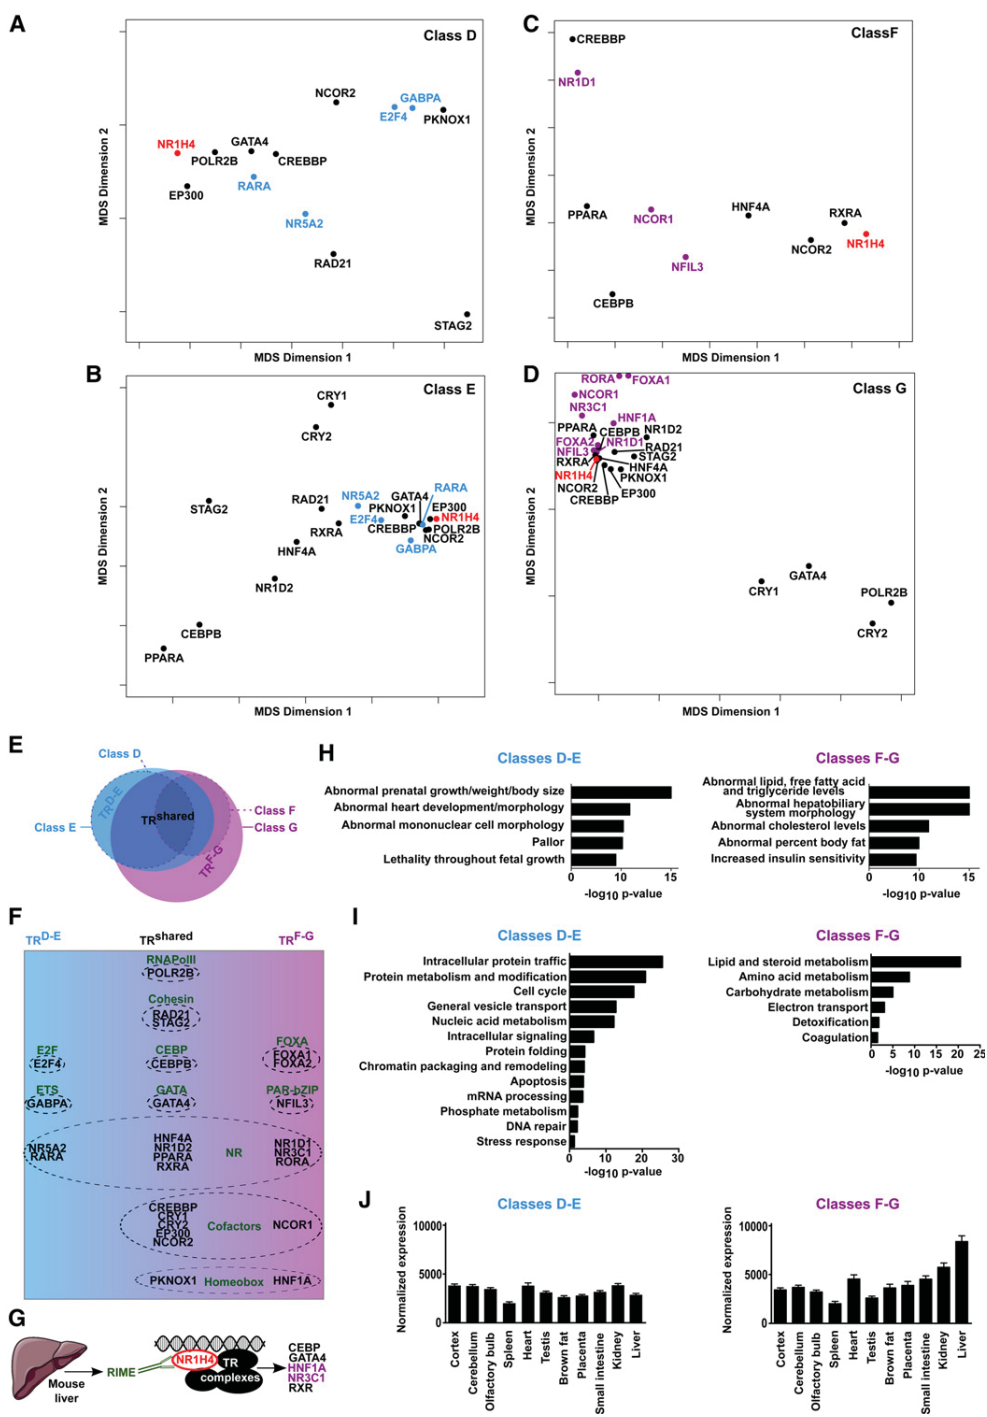 A
Class D
NCOR2
GABPA
E2F4
PKNOX1
NR1H4
GATA4
POLR2B
CREBBP
EP300
RARA
NR5A2
RAD21
STAG2
MDS Dimension 2
MDS Dimension 1
C
ClassF
CREBBP
NR1D1
PPARA
NCOR1
HNF4A
RXRA
NCOR2
NR1H4
NFIL3
CEBPB
MDS Dimension 2
MDS Dimension 1
B
Class E
CRY1
CRY2
STAG2
RAD21
RXRA
HNF4A
NR1D2
CEBPB
PPARA
NR5A2
E2F4
GATA4
RARA
PKNOX1
EP300
NR1H4
CREBBP
POLR2B
NCOR2
GABPA
MDS Dimension 2
MDS Dimension 1
D
Class G
RORA
FOXA1
NCOR1
NR3C1
HNF1A
PPARA
CEBPB
NR1D2
FOXA2
NR1D1
RAD21
NFIL3
STAG2
RXRA
HNF4A
NR1H4
PKNOX1
NCOR2
EP300
CREBBP
CRY1
GATA4
POLR2B
CRY2
MDS Dimension 2
MDS Dimension 1
E
Class D
TRD-E
Class E
TRshared
Class F
Class G
TRF-G
F
TRD-E
TRshared
TRF-G
RNAPolII
POLR2B
Cohesin
RAD21
STAG2
E2F
E2F4
CEBP
CEBPB
FOXA
FOXA1
FOXA2
ETS
GABPA
GATA
GATA4
PAR-bZIP
NFIL3
NR5A2
RARA
HNF4A
NR1D2
PPARA
RXRA
NR
NR1D1
NR3C1
RORA
CREBBP
CRY1
CRY2
EP300
NCOR2
Cofactors
NCOR1
PKNOX1
Homeobox
HNF1A
G
Mouse
liver
RIME
NR1H4
TR
complexes
CEBP
GATA4
HNF1A
NR3C1
RXR
H
Classes D-E
Abnormal prenatal growth/weight/body size
Abnormal heart development/morphology
Abnormal mononuclear cell morphology
Pallor
Lethality throughout fetal growth
0 10 15
-log10 p-value
Classes F-G
Abnormal lipid, free fatty acid
and triglyceride levels
Abnormal hepatobiliary
system morphology
Abnormal cholesterol levels
Abnormal percent body fat
Increased insulin sensitivity
0 10 15
-log10 p-value
I
Classes D-E
Intracellular protein traffic
Protein metabolism and modification
Cell cycle
General vesicle transport
Nucleic acid metabolism
Intracellular signaling
Protein folding
Chromatin packaging and remodeling
Apoptosis
mRNA processing
Phosphate metabolism
DNA repair
Stress response
0 10 20 30
-log10 p-value
Classes F-G
Lipid and steroid metabolism
Amino acid metabolism
Carbohydrate metabolism
Electron transport
Detoxification
Coagulation
0 5 10 15 20 25
-log10 p-value
J
Classes D-E
Normalized expression
10000
5000
0
Cortex
Cerebellum
Olfactory bulb
Spleen
Heart
Testis
Brown fat
Placenta
Small intestine
Kidney
Liver
Classes F-G
Normalized expression
10000
5000
0
Cortex
Cerebellum
Olfactory bulb
Spleen
Heart
Testis
Brown fat
Placenta
Small intestine
Kidney
Liver